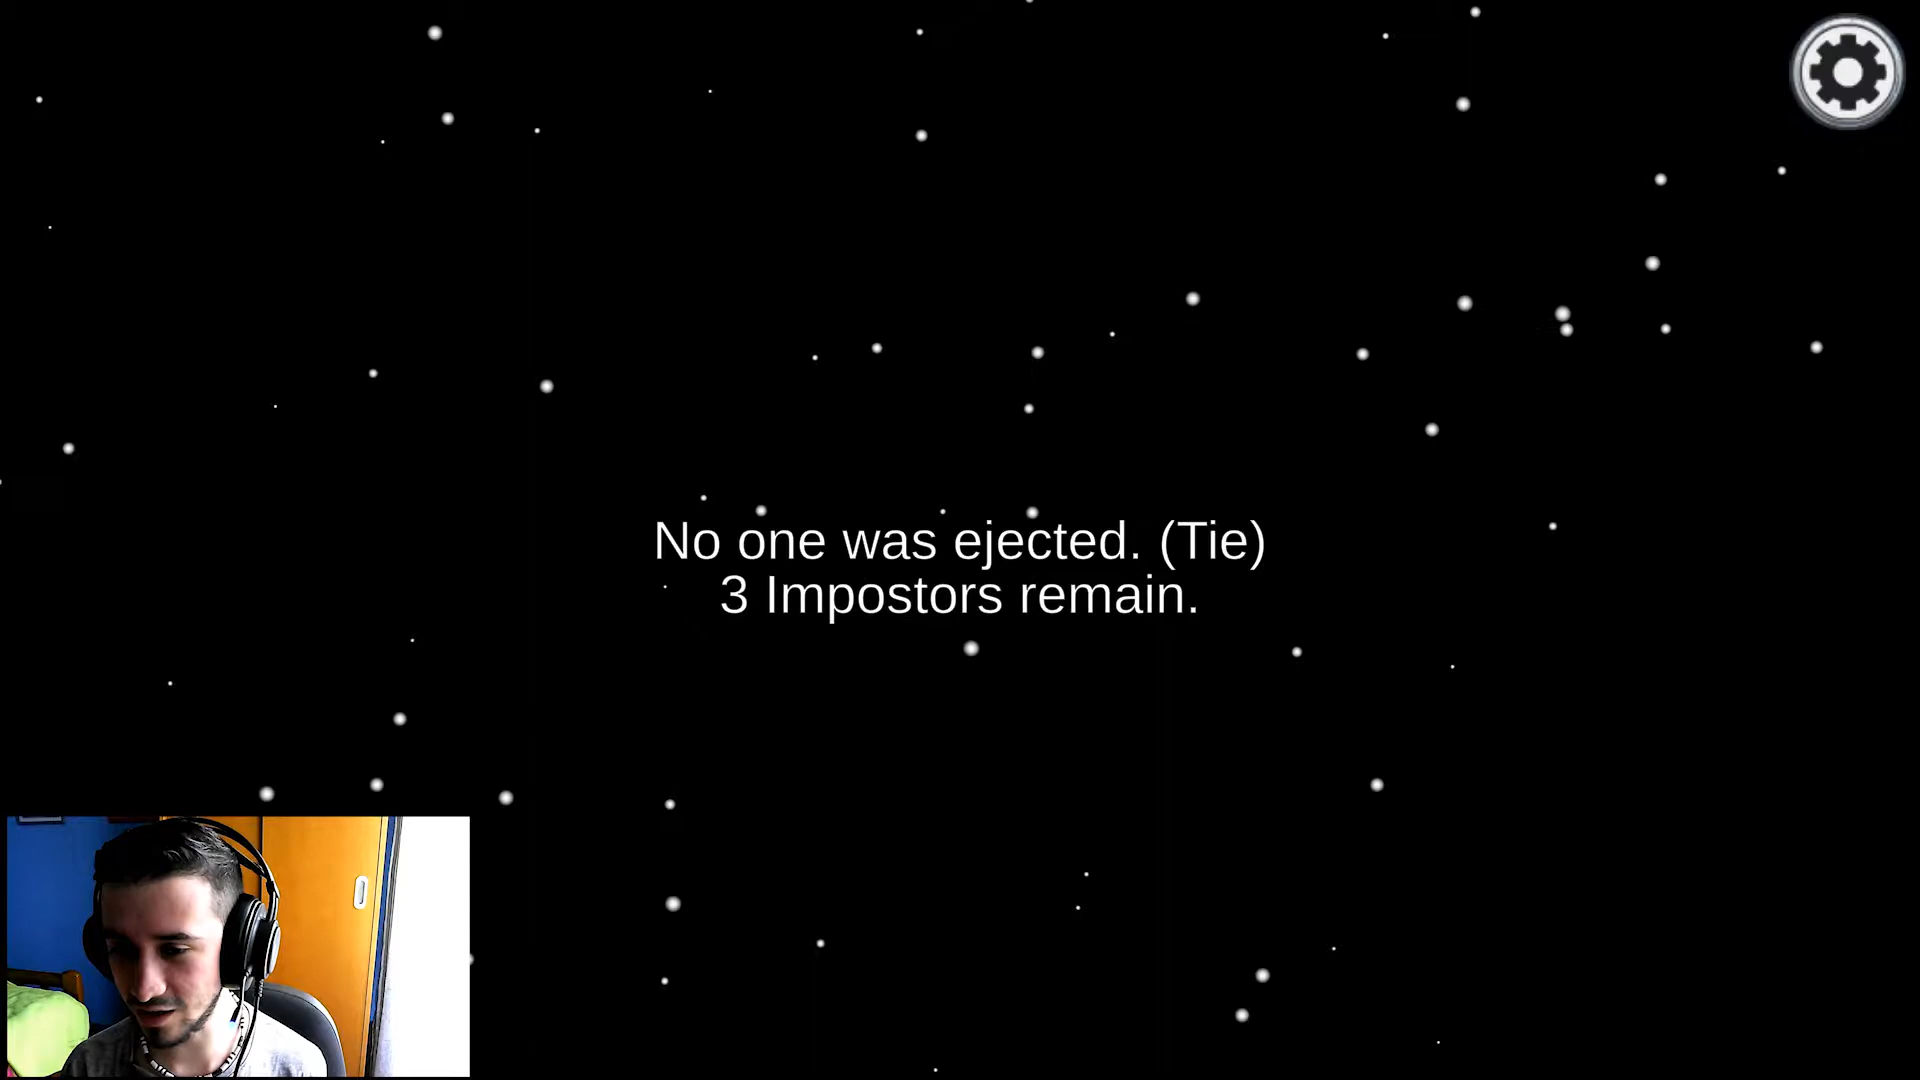 No one was ejected. (Tie)
3 Impostors remain.